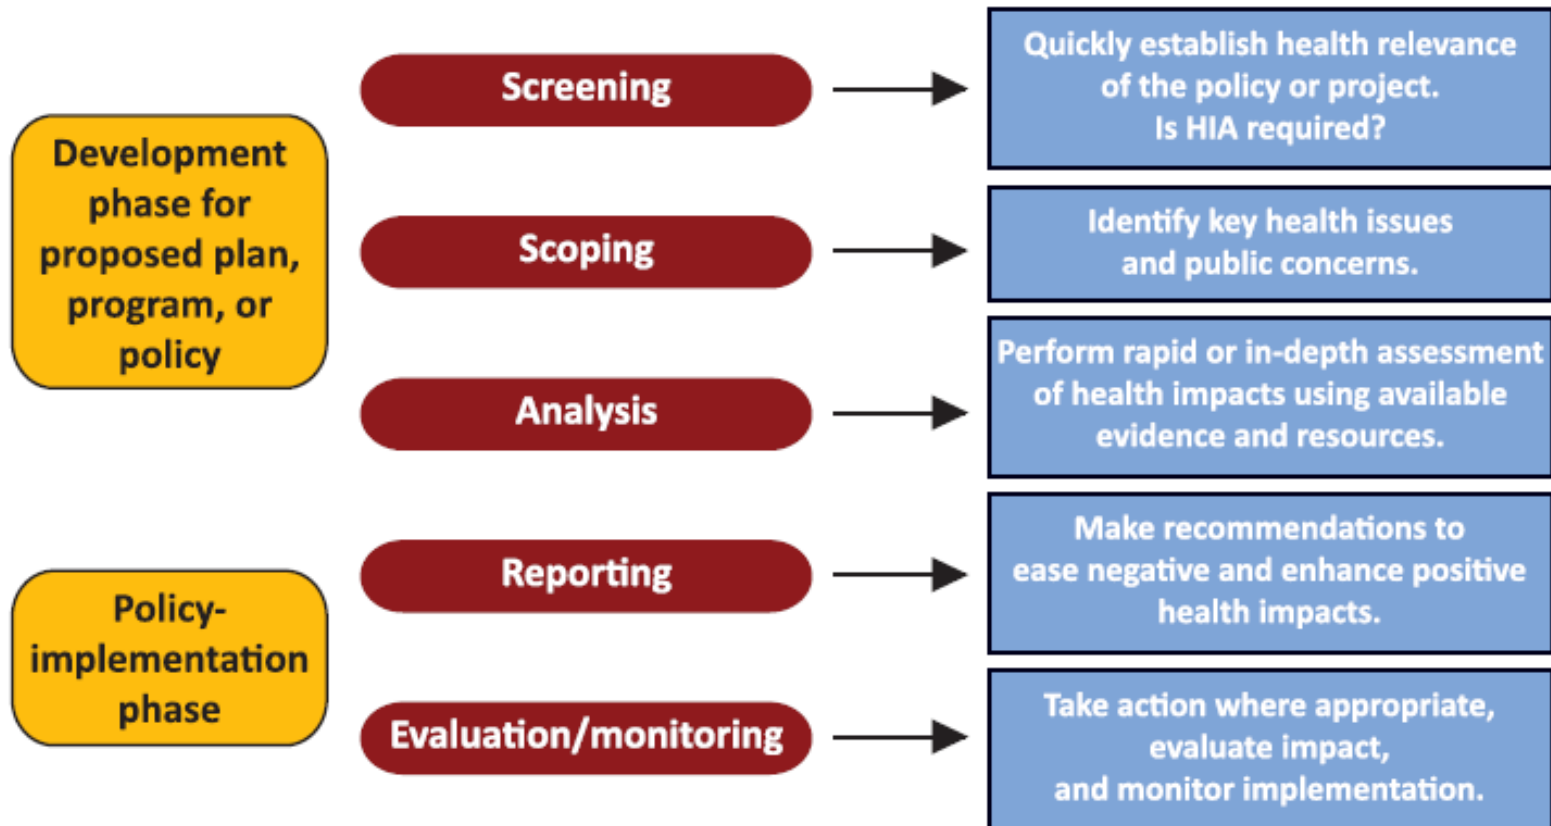 Development
phase for
proposed plan,
program, or
policy
Screening
Quickly establish health relevance
of the policy or project.
Is HIA required?
Scoping
Identify key health issues
and public concerns.
Analysis
Perform rapid or in-depth assessment
of health impacts using available
evidence and resources.
Policy-
implementation
phase
Reporting
Make recommendations to
ease negative and enhance positive
health impacts.
Evaluation/monitoring
Take action where appropriate,
evaluate impact,
and monitor implementation.